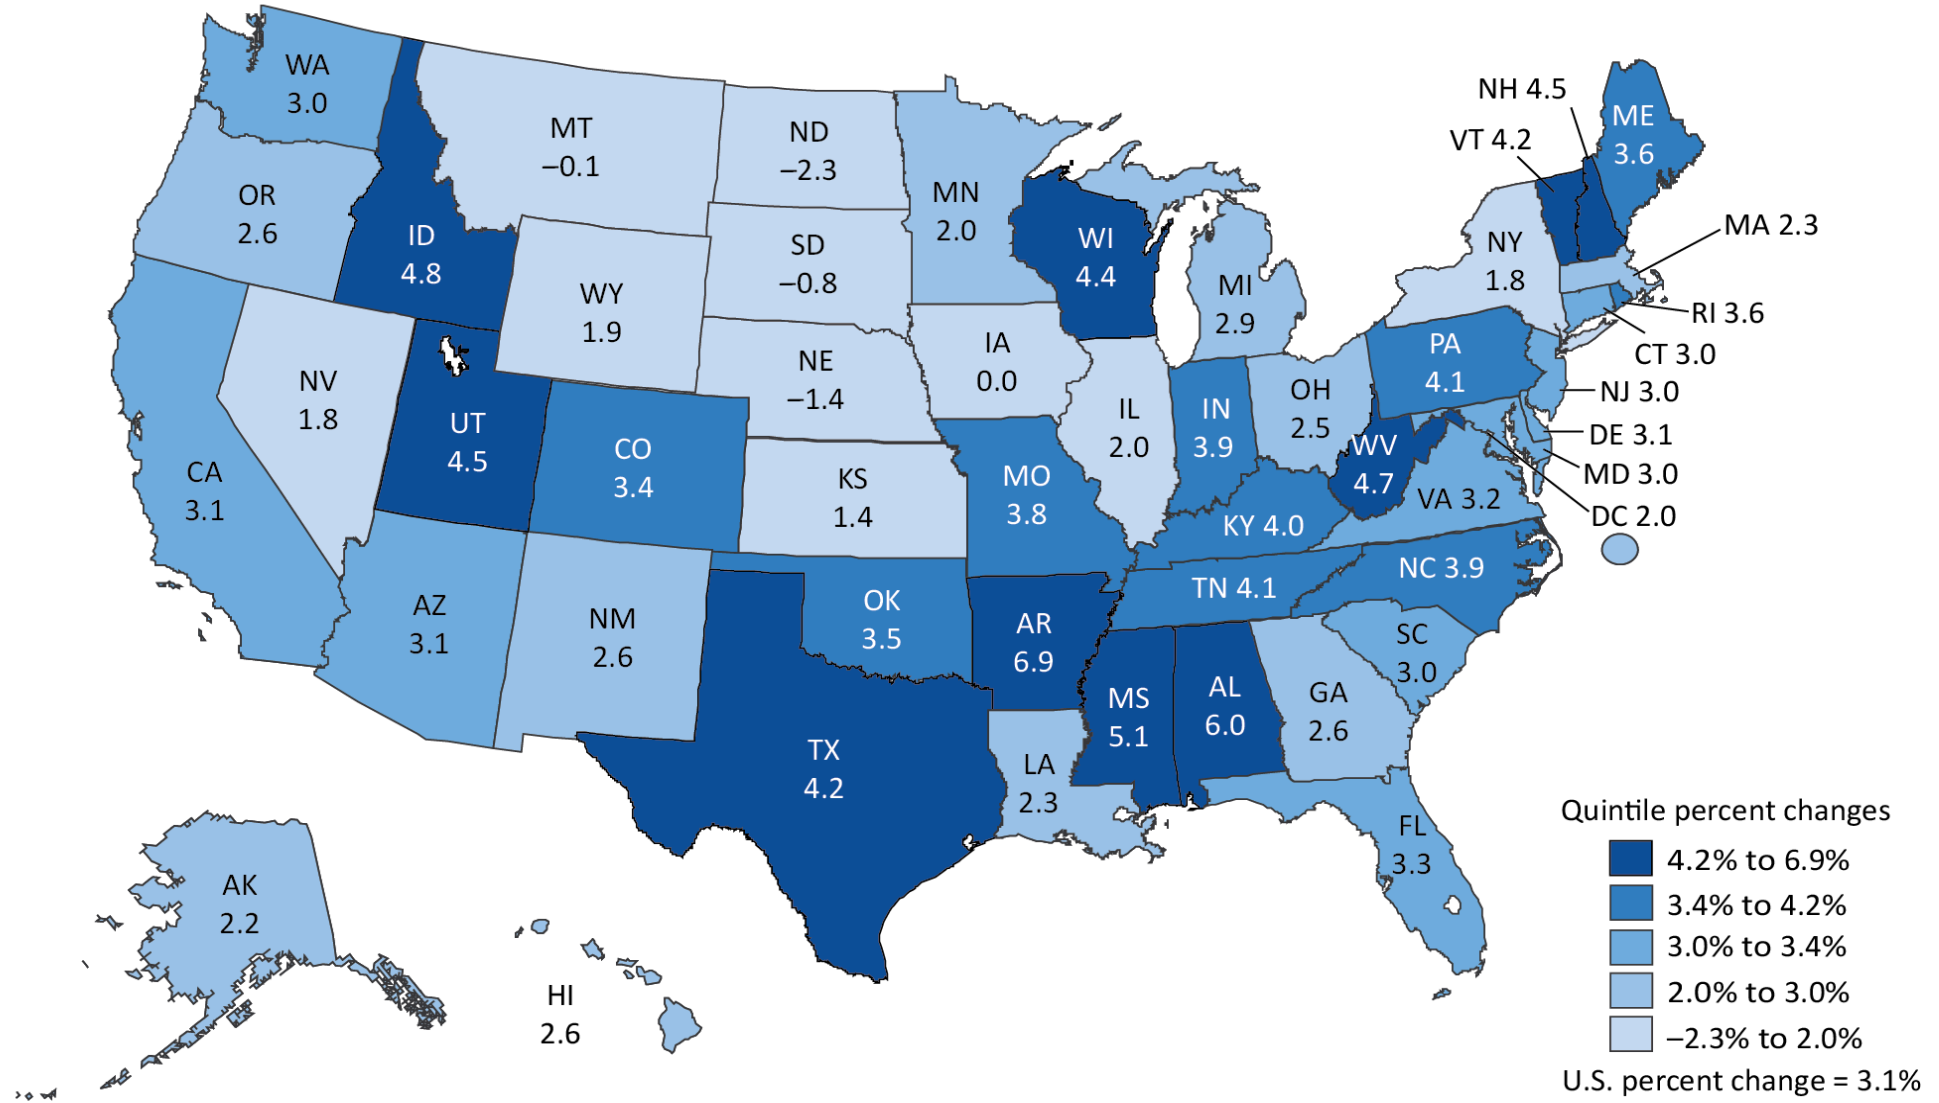 WA
3.0
MT
–0.1
ND
–2.3
MN
2.0
OR
2.6
ID
4.8
WY
1.9
SD
–0.8
WI
4.4
MI
2.9
NH 4.5
VT 4.2
ME
3.6
NY
1.8
MA 2.3
RI 3.6
CT 3.0
NJ 3.0
DE 3.1
MD 3.0
DC 2.0
NV
1.8
UT
4.5
CO
3.4
NE
–1.4
IA
0.0
IL
2.0
IN
3.9
OH
2.5
PA
4.1
WV
4.7
VA 3.2
CA
3.1
KS
1.4
MO
3.8
KY 4.0
TN 4.1
NC 3.9
AZ
3.1
NM
2.6
OK
3.5
AR
6.9
SC
3.0
MS
5.1
AL
6.0
GA
2.6
TX
4.2
LA
2.3
FL
3.3
AK
2.2
HI
2.6
Quintile percent changes
4.2% to 6.9%
3.4% to 4.2%
3.0% to 3.4%
2.0% to 3.0%
–2.3% to 2.0%
U.S. percent change = 3.1%